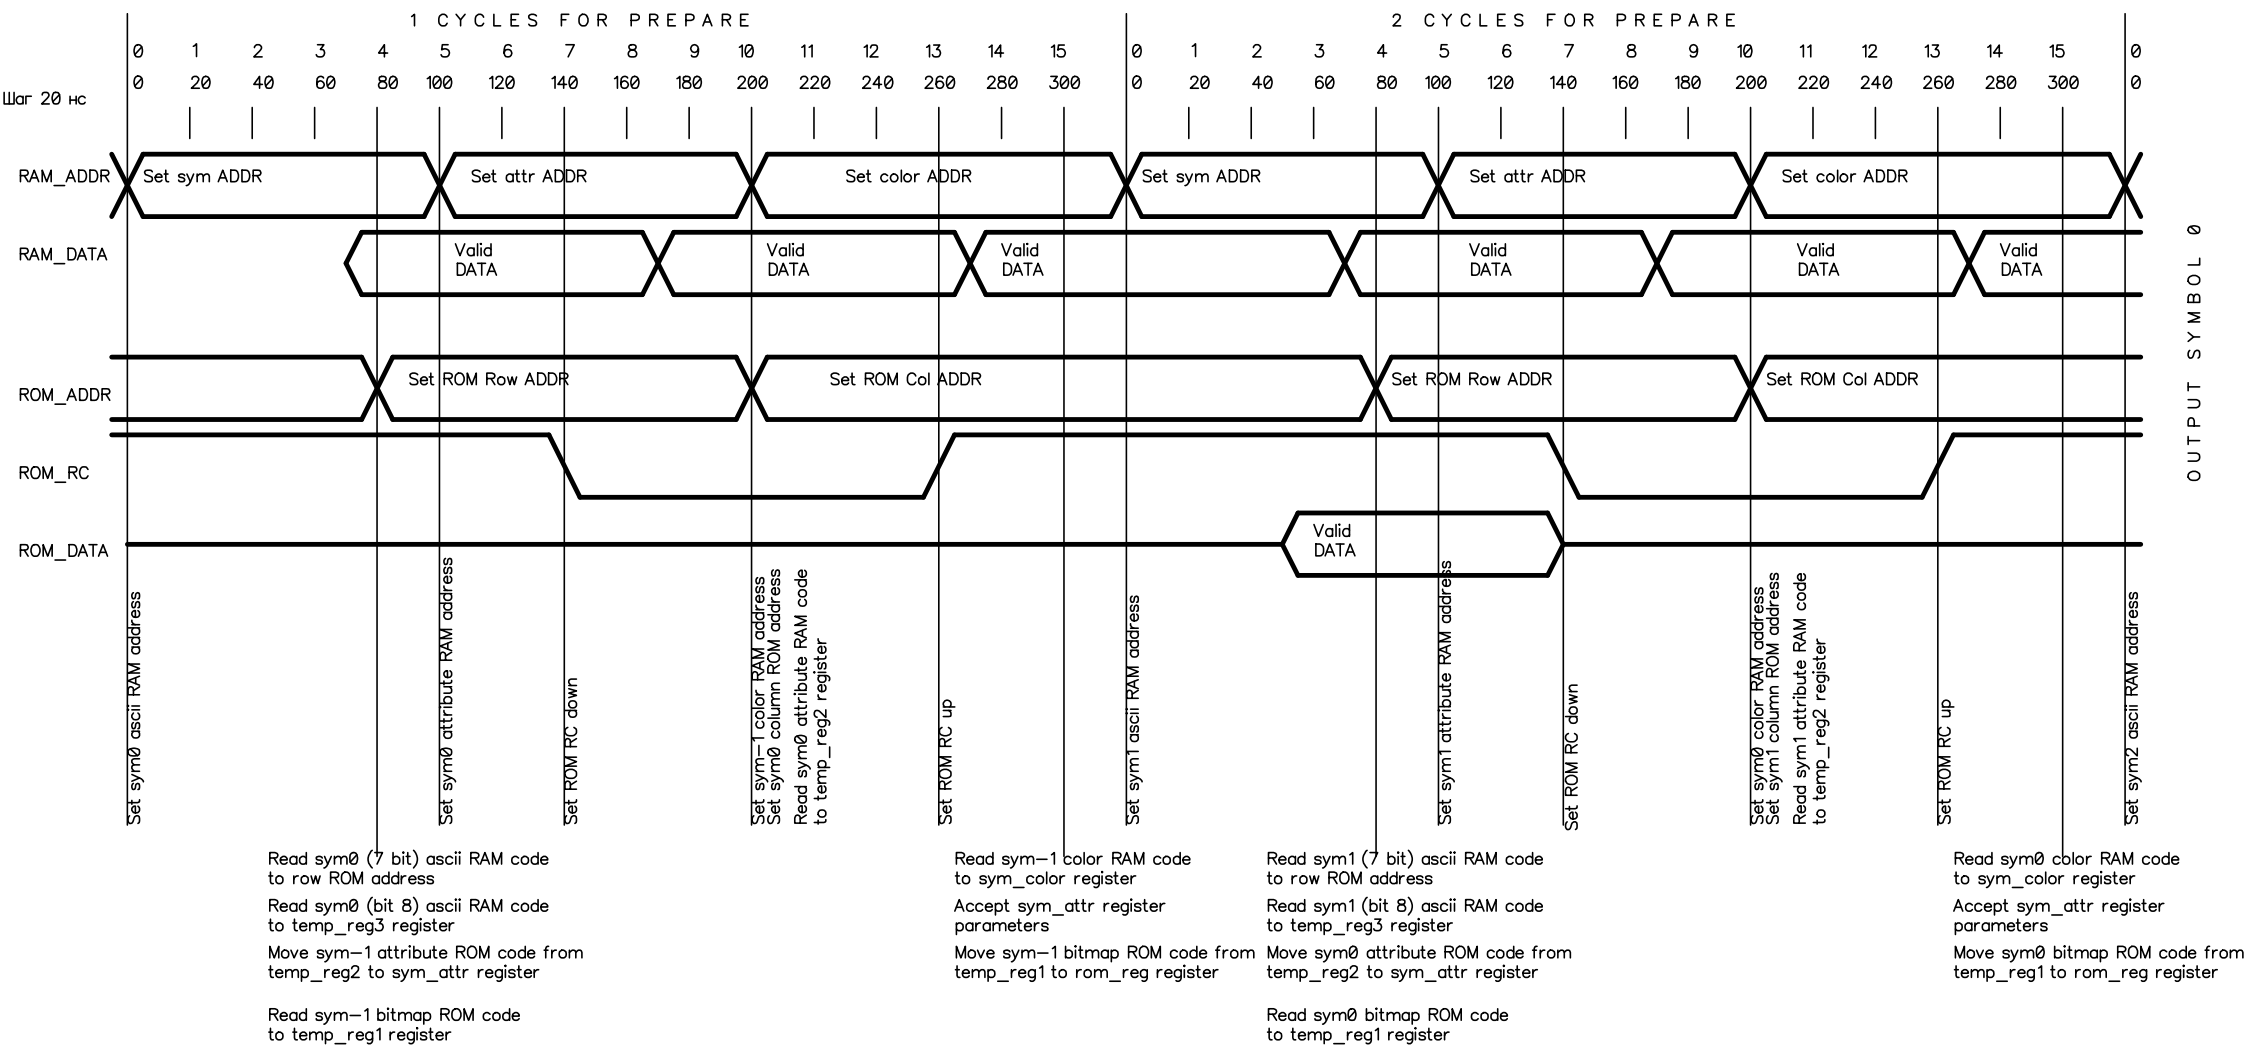 1 CYCLES FOR PREPARE 2 CYCLES FOR PREPARE
0 1 2 3 4 5 6 7 8 9 10 11 12 13 14 15 0 1 2 3 4 5 6 7 8 9 10 11 12 13 14 15 0
0 20 40 60 80 100 120 140 160 180 200 220 240 260 280 300 0 20 40 60 80 100 120 140 160 180 200 220 240 260 280 300 0
Шаг 20 нс
RAM_ADDR Set sym ADDR Set attr ADDR Set color ADDR Set sym ADDR Set attr ADDR Set color ADDR
RAM_DATA
Valid
DATA
Valid
DATA
Valid
DATA
Valid
DATA
Valid
DATA
Valid
DATA
ROM_ADDR Set ROM Row ADDR Set ROM Col ADDR Set ROM Row ADDR Set ROM Col ADDR
ROM_RC
ROM_DATA
Valid
DATA
OUTPUT SYMBOL 0
Set sym0 ascii RAM address
Set sym0 attribute RAM address
Set ROM RC down
Set sym-1 color RAM address
Set sym0 column ROM address
Read sym0 attribute RAM code
to temp_reg2 register
Set ROM RC up
Set sym1 ascii RAM address
Set sym1 attribute RAM address
Set ROM RC down
Set sym0 color RAM address
Set sym1 column ROM address
Read sym1 attribute RAM code
to temp_reg2 register
Set ROM RC up
Set sym2 ascii RAM address
Read sym0 (7 bit) ascii RAM code
to row ROM address
Read sym0 (bit 8) ascii RAM code
to temp_reg3 register
Move sym-1 attribute ROM code from
temp_reg2 to sym_attr register
Read sym-1 bitmap ROM code
to temp_reg1 register
Read sym-1 color RAM code
to sym_color register
Accept sym_attr register
parameters
Move sym-1 bitmap ROM code from
temp_reg1 to rom_reg register
Read sym1 (7 bit) ascii RAM code
to row ROM address
Read sym1 (bit 8) ascii RAM code
to temp_reg3 register
Move sym0 attribute ROM code from
temp_reg2 to sym_attr register
Read sym0 bitmap ROM code
to temp_reg1 register
Read sym0 color RAM code
to sym_color register
Accept sym_attr register
parameters
Move sym0 bitmap ROM code from
temp_reg1 to rom_reg register